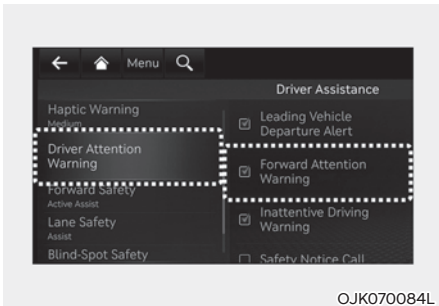 Menu
Driver Assistance
Haptic Warning
Medium
Driver Attention
Warning
Forward Safety
Active Assist
Lane Safety
Assist
Blind-Spot Safety
Leading Vehicle
Departure Alert
Forward Attention
Warning
Inattentive Driving
Warning
Safety Notice Call
OJK070084L